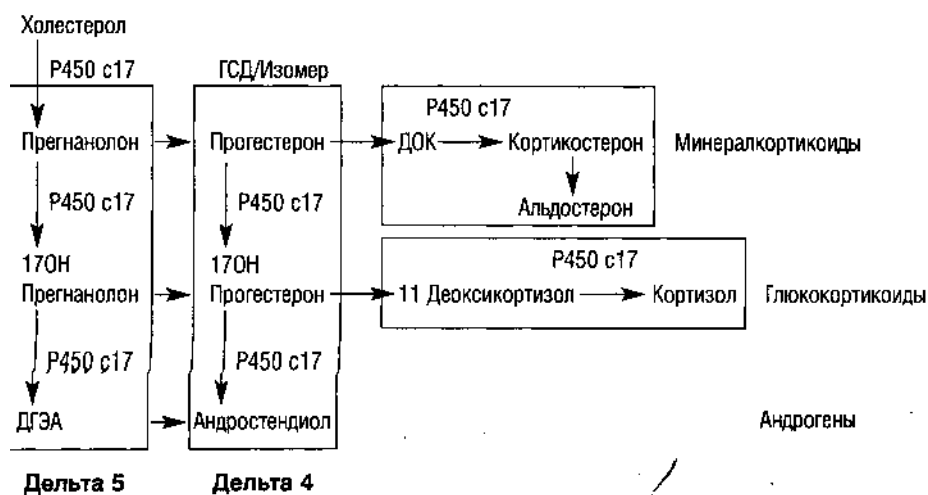 Холестерол
Р450 с17 ГСД/Изомер
Р450 с17
Прегнанолон Прогестерон ДОК Кортикостерон Минералкортикоиды
Р450 с17 Р450 с17
Альдостерон
17ОН 17ОН Р450 с17
Прегнанолон Прогестерон 11 Деоксикортизол Кортизол Глюкокортикоиды
Р450 с17 Р450 с17
ДГЭА Андростендиол Андрогены
Дельта 5 Дельта 4